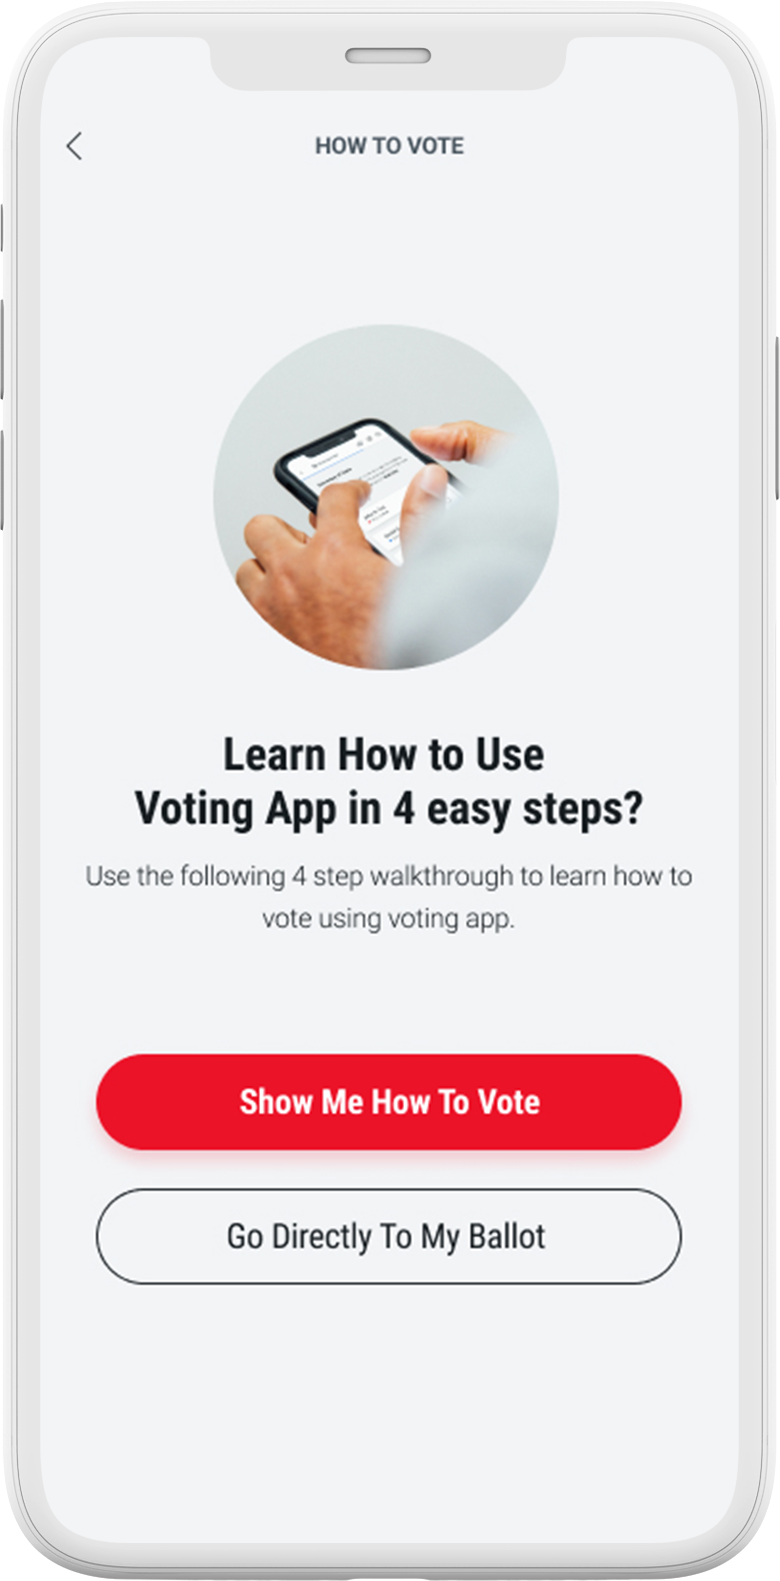 HOW TO VOTE
Learn How to Use
Voting App in 4 easy steps?
Use the following 4 step walkthrough to learn how to
vote using voting app.
Show Me How To Vote
Go Directly To My Ballot